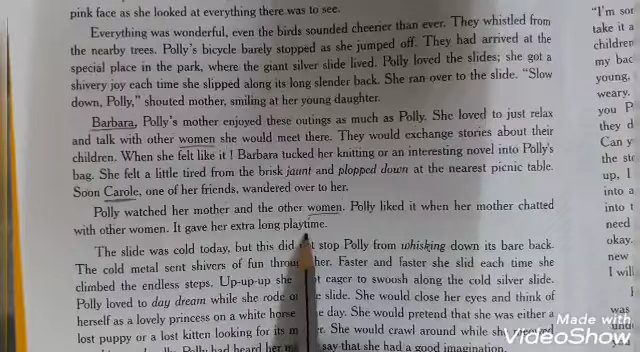 pink face as she looked at everything there was to see.
Everything was wonderful, even the birds sounded cheerier than ever. They whistled from
the nearby trees. Polly's bicycle barely stopped as she jumped off. They had arrived at the
special place in the park, where the giant silver slide lived. Polly loved the slides; she got a
shivery joy each time she slipped along its long slender back. She ran over to the slide. "Slow
down, Polly," shouted mother, smiling at her young daughter.
Barbara, Polly's mother enjoyed these outings as much as Polly. She loved to just relax
and talk with other women she would meet there. They would exchange stories about their
children. When she felt like it ! Barbara tucked her knitting or an interesting novel into Polly's
bag. She felt a little tired from the brisk jaunt and plopped down at the nearest picnic table.
Soon Carole, one of her friends, wandered over to her.
Polly watched her mother and the other women. Polly liked it when her mother chatted
with other women. It gave her extra long playtime.
The slide was cold today, but this did stop Polly from whisking down its bare back.
The cold metal sent shivers of fun her. Faster and faster she slid each time she
climbed the endless steps. Up-up-up she eager to swoosh along the cold silver slide.
Polly loved to day dream while she rode slide. She would close her eyes and think of
herself as a lovely princess on a white horse day. She would pretend that she was either a
lost puppy or a lost kitten looking for its She would crawl around while she
Polly had heard her say that she had a good imagination.
"I'm sor
take it a
children
my bac
young,
weary.
you P
they d
Can y
the sto
up, I
into a
into t
need
okay.
new
I will
was
und
Made with
VideoShow